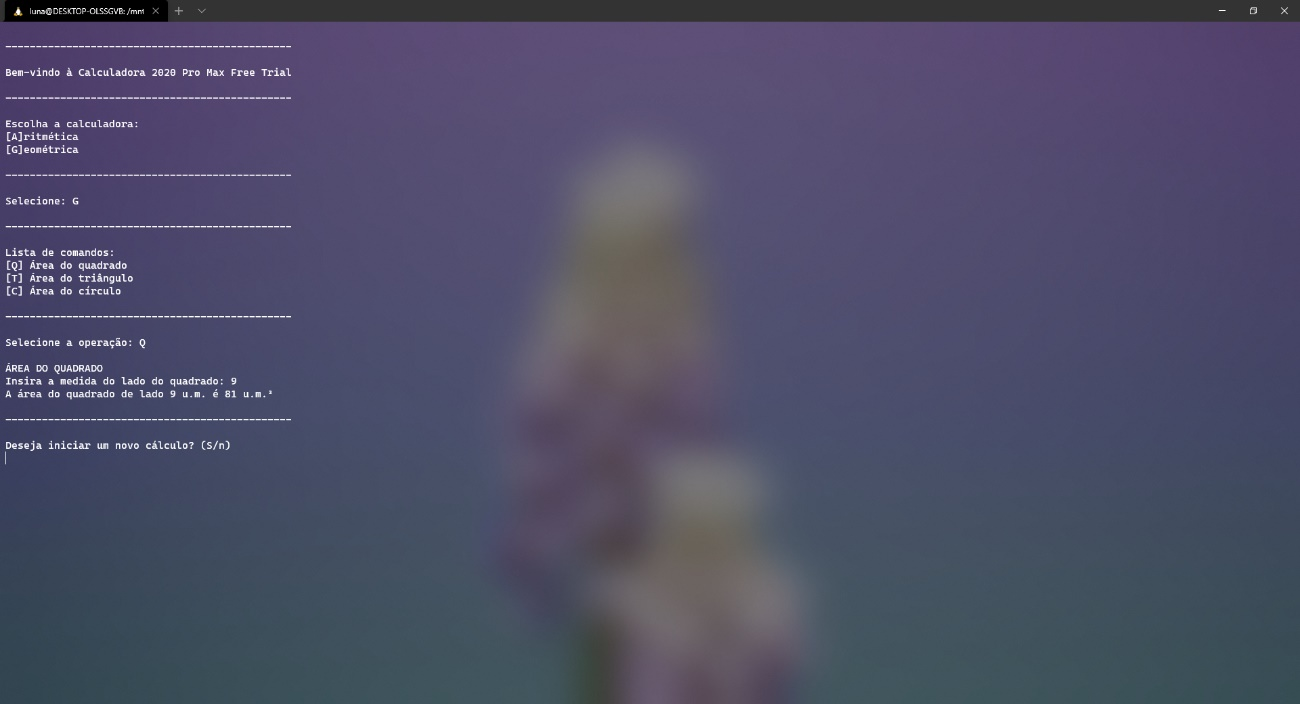 luna@DESKTOP-OLSSGVB: /mnt
-----------------------------------------------
Bem-vindo à Calculadora 2020 Pro Max Free Trial
-----------------------------------------------
Escolha a calculadora:
[A]ritmética
[G]eométrica
-----------------------------------------------
Selecione: G
-----------------------------------------------
Lista de comandos:
[Q] Área do quadrado
[T] Área do triângulo
[C] Área do círculo
-----------------------------------------------
Selecione a operação: Q
ÁREA DO QUADRADO
Insira a medida do lado do quadrado: 9
A área do quadrado de lado 9 u.m. é 81 u.m.²
-----------------------------------------------
Deseja iniciar um novo cálculo? (S/n)